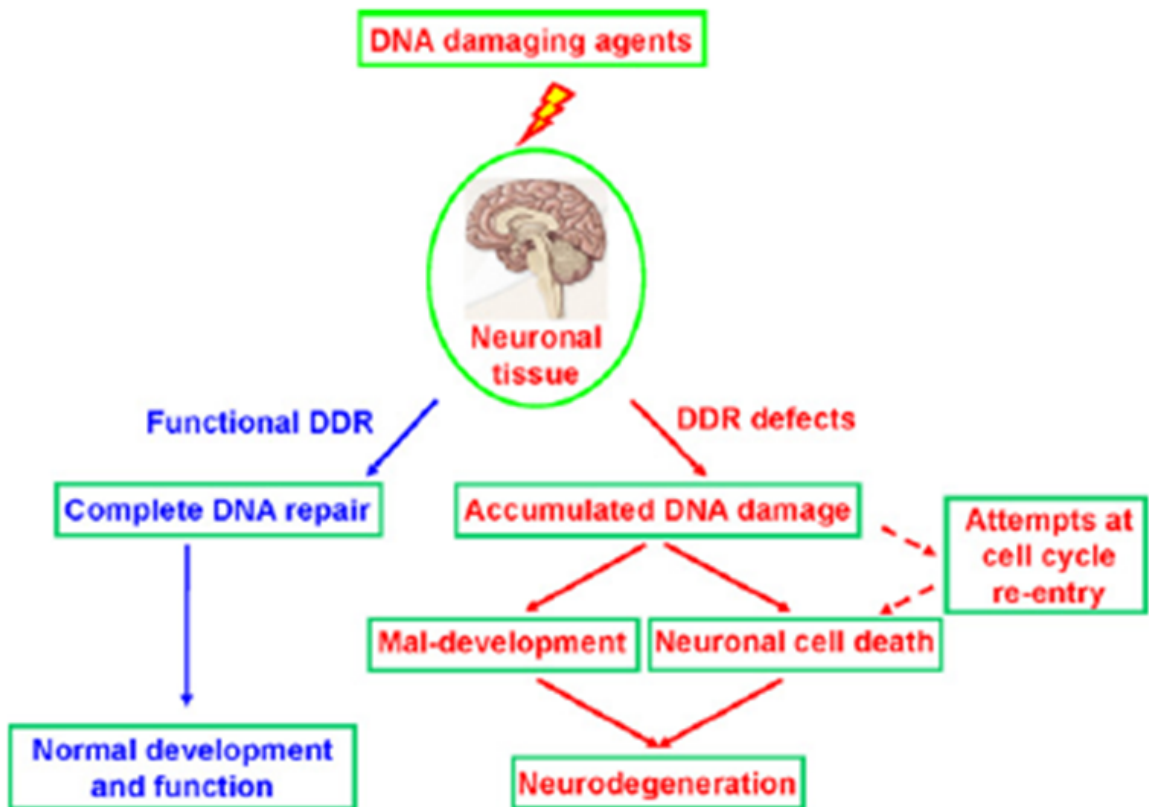 DNA damaging agents
Neuronal
tissue
Functional DDR
DDR defects
Complete DNA repair
Accumulated DNA damage
Attempts at
cell cycle
re-entry
Mal-development
Neuronal cell death
Normal development
and function
Neurodegeneration